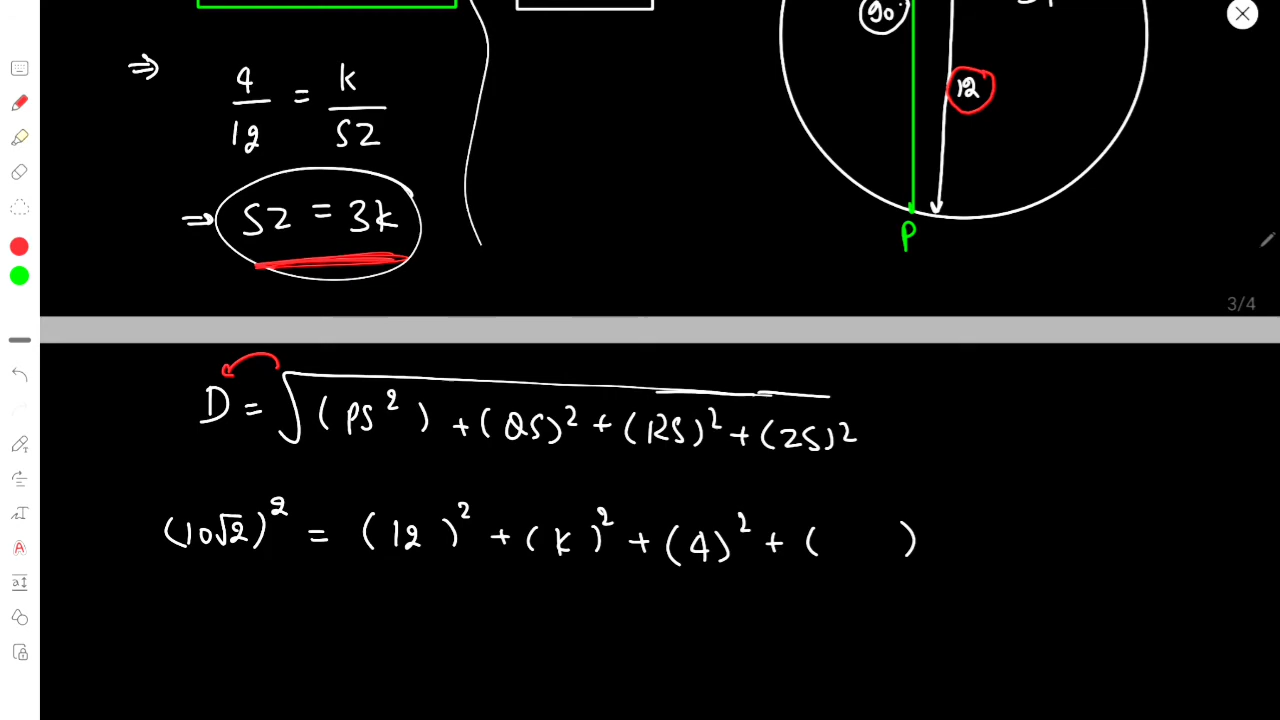 90°
12
⇒ 4/12 = k/SZ
⇒ SZ = 3k
P
3/4
D = √(PS²) + (QS)² + (RS)² + (ZS)²
(10√2)² = (12)² + (k)² + (4)² + ( )